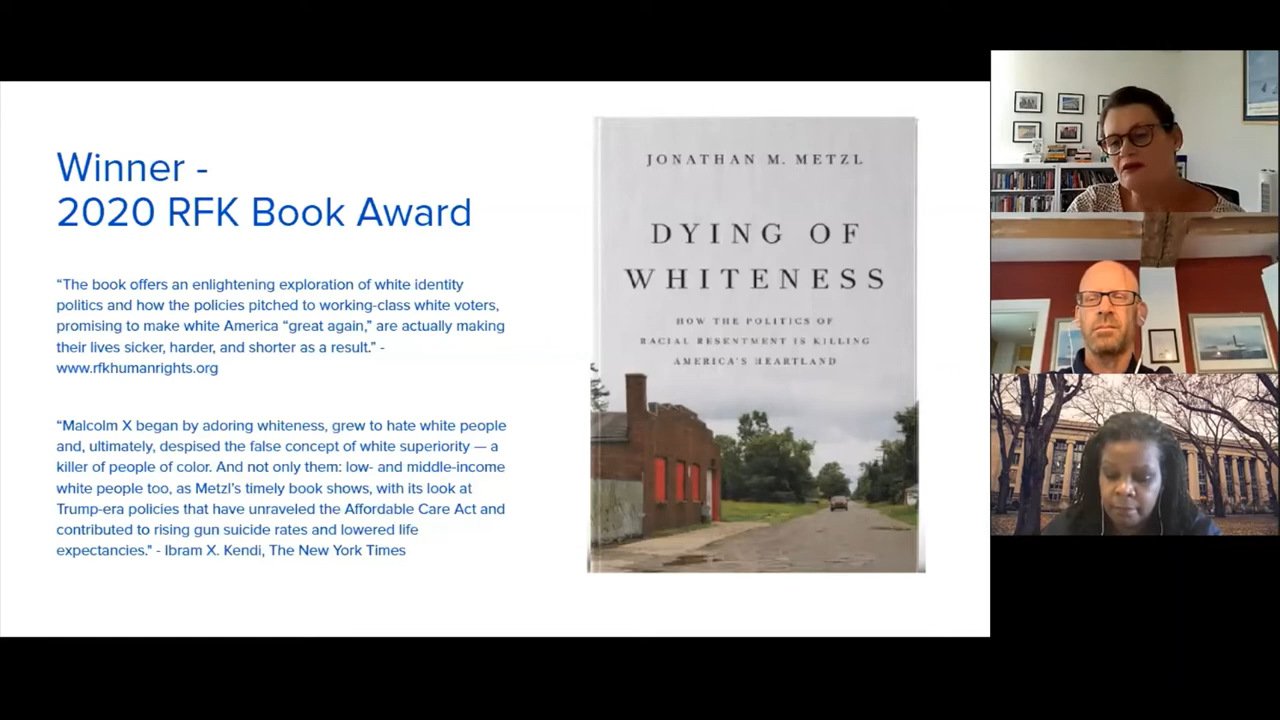 Winner -
2020 RFK Book Award
“The book offers an enlightening exploration of white identity
politics and how the policies pitched to working-class white voters,
promising to make white America “great again,” are actually making
their lives sicker, harder, and shorter as a result.” -
www.rfkhumanrights.org
“Malcolm X began by adoring whiteness, grew to hate white people
and, ultimately, despised the false concept of white superiority — a
killer of people of color. And not only them: low- and middle-income
white people too, as Metzl’s timely book shows, with its look at
Trump-era policies that have unraveled the Affordable Care Act and
contributed to rising gun suicide rates and lowered life
expectancies." - Ibram X. Kendi, The New York Times
JONATHAN M. METZL
DYING OF
WHITENESS
HOW THE POLITICS OF
RACIAL RESENTMENT IS KILLING
AMERICA'S HEARTLAND